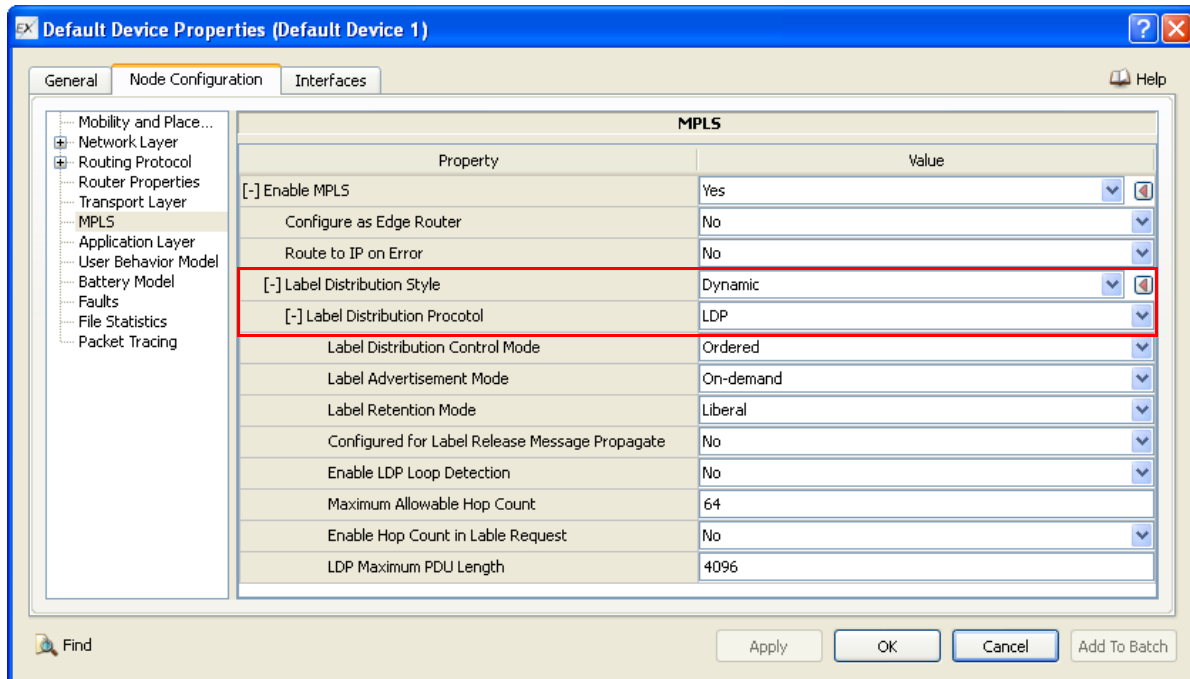 EX Default Device Properties (Default Device 1)
General Node Configuration Interfaces Help
Mobility and Place...
Network Layer
Routing Protocol
Router Properties
Transport Layer
MPLS
Application Layer
User Behavior Model
Battery Model
Faults
File Statistics
Packet Tracing
MPLS
Property Value
[-] Enable MPLS Yes
Configure as Edge Router No
Route to IP on Error No
[-] Label Distribution Style Dynamic
[-] Label Distribution Procotol LDP
Label Distribution Control Mode Ordered
Label Advertisement Mode On-demand
Label Retention Mode Liberal
Configured for Label Release Message Propagate No
Enable LDP Loop Detection No
Maximum Allowable Hop Count 64
Enable Hop Count in Lable Request No
LDP Maximum PDU Length 4096
Find Apply OK Cancel Add To Batch